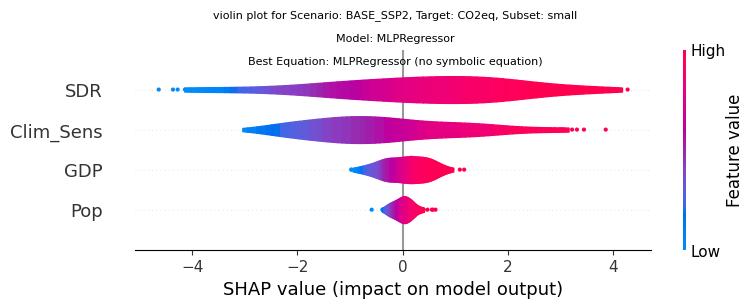 violin plot for Scenario: BASE_SSP2, Target: CO2eq, Subset: small
Model: MLPRegressor
Best Equation: MLPRegressor (no symbolic equation)
High
SDR
Clim_Sens
GDP
Pop
Feature value
Low
−4
−2
0
2
4
SHAP value (impact on model output)